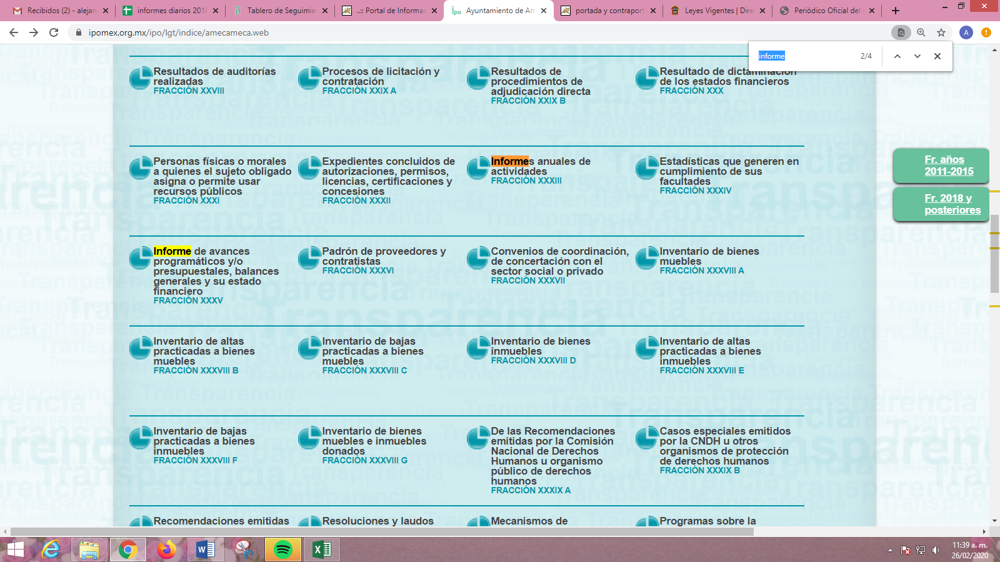 Recibidos (2) - alejan
informes diarios 2018
Tablero de Seguimie
..:: Portal de Informac
Ayuntamiento de Am
portada y contraport
Leyes Vigentes | Dire
Periódico Oficial del
ipomex.org.mx/ipo/lgt/indice/amecameca.web
A
informe
2/4
Resultados de auditorías
realizadas
FRACCIÓN XXVIII
Procesos de licitación y
contratación
FRACCIÓN XXIX A
Resultados de
procedimientos de
adjudicación directa
FRACCIÓN XXIX B
Resultado de dictaminación
de los estados financieros
FRACCIÓN XXX
Personas físicas o morales
a quienes el sujeto obligado
asigna o permite usar
recursos públicos
FRACCIÓN XXXI
Expedientes concluidos de
autorizaciones, permisos,
licencias, certificaciones y
concesiones
FRACCIÓN XXXII
Informes anuales de
actividades
FRACCIÓN XXXIII
Estadísticas que generen en
cumplimiento de sus
facultades
FRACCIÓN XXXIV
Fr. años
2011-2015
Fr. 2018 y
posteriores
Informe de avances
programáticos y/o
presupuestales, balances
generales y su estado
financiero
FRACCIÓN XXXV
Padrón de proveedores y
contratistas
FRACCIÓN XXXVI
Convenios de coordinación,
de concertación con el
sector social o privado
FRACCIÓN XXXVII
Inventario de bienes
muebles
FRACCIÓN XXXVIII A
Inventario de altas
practicadas a bienes
muebles
FRACCIÓN XXXVIII B
Inventario de bajas
practicadas a bienes
muebles
FRACCIÓN XXXVIII C
Inventario de bienes
inmuebles
FRACCIÓN XXXVIII D
Inventario de altas
practicadas a bienes
inmuebles
FRACCIÓN XXXVIII E
Inventario de bajas
practicadas a bienes
inmuebles
FRACCIÓN XXXVIII F
Inventario de bienes
muebles e inmuebles
donados
FRACCIÓN XXXVIII G
De las Recomendaciones
emitidas por la Comisión
Nacional de Derechos
Humanos u organismo
público de derechos
humanos
FRACCIÓN XXXIX A
Casos especiales emitidos
por la CNDH u otros
organismos de protección
de derechos humanos
FRACCIÓN XXXIX B
Recomendaciones emitidas
Resoluciones y laudos
Mecanismos de
Programas sobre la
11:39 a. m.
26/02/2020